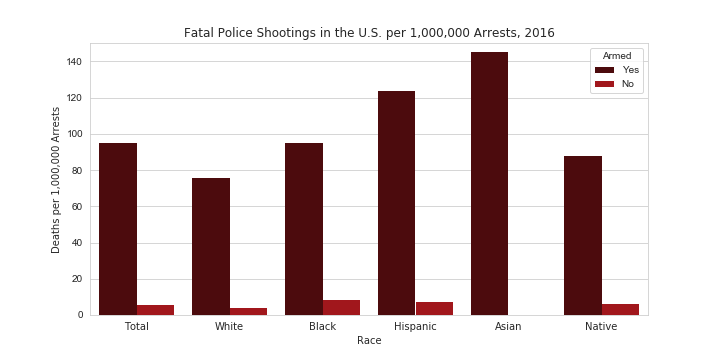 Fatal Police Shootings in the U.S. per 1,000,000 Arrests, 2016
Armed
Yes
No
140
120
100
80
60
40
20
0
Deaths per 1,000,000 Arrests
Total White Black Hispanic Asian Native
Race